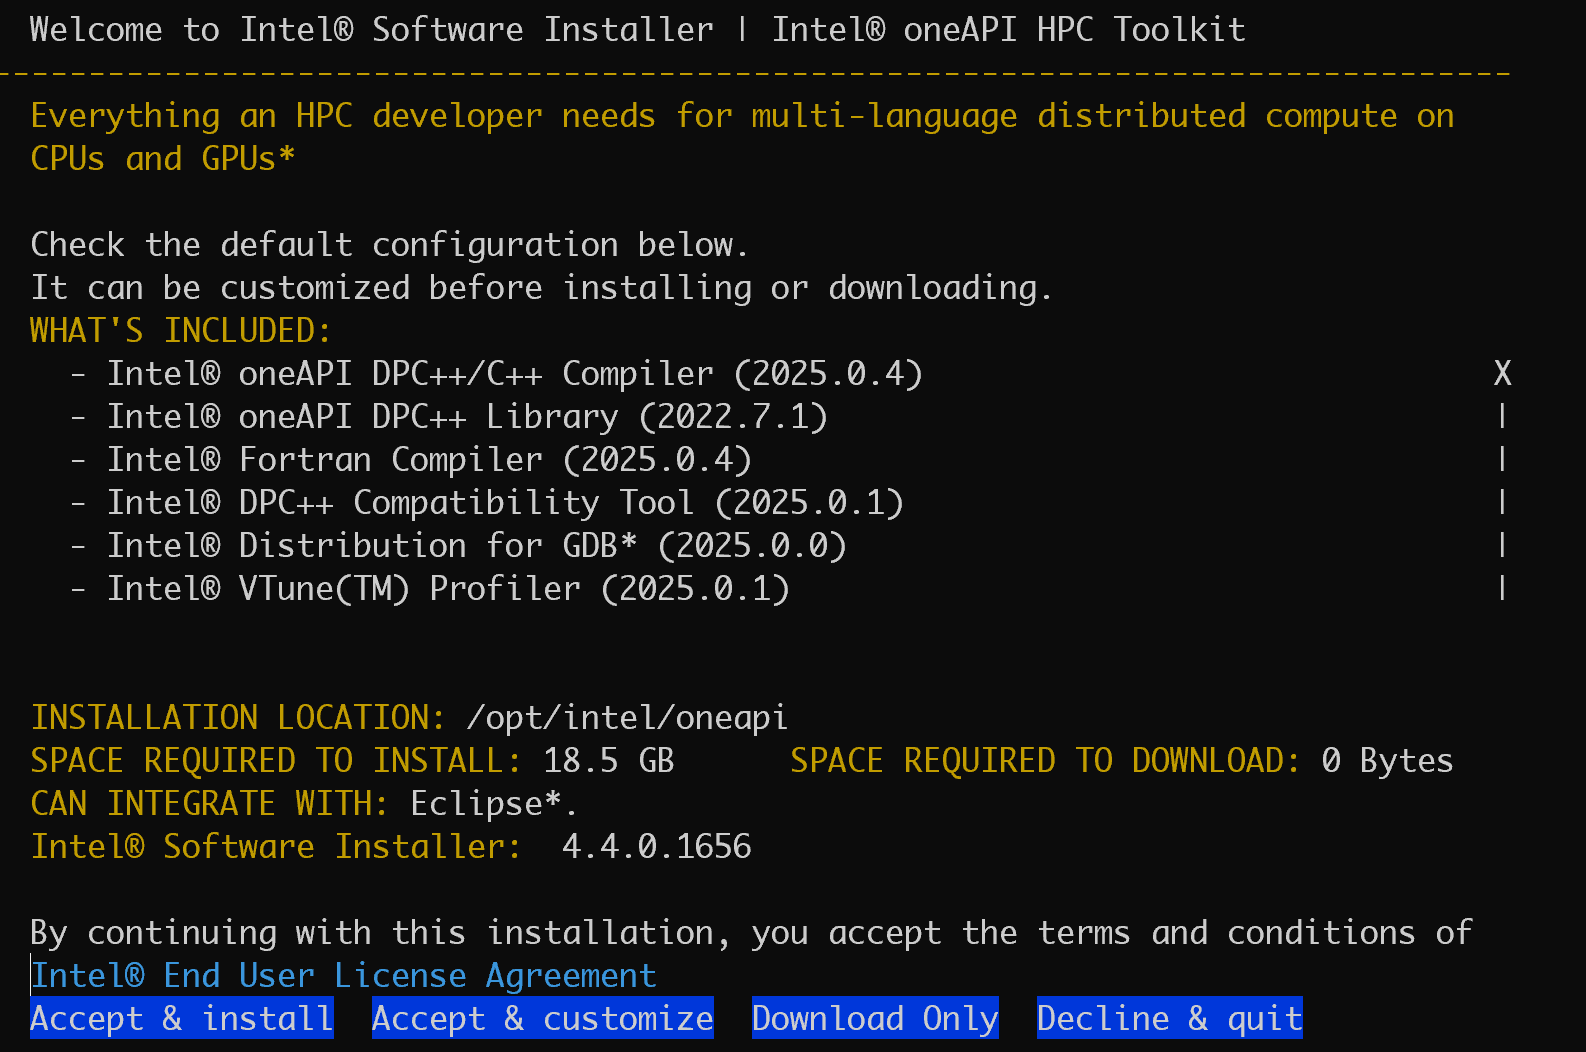 Welcome to Intel® Software Installer | Intel® oneAPI HPC Toolkit
--------------------------------------------------------------------------------
Everything an HPC developer needs for multi-language distributed compute on
CPUs and GPUs*
Check the default configuration below.
It can be customized before installing or downloading.
WHAT'S INCLUDED:
- Intel® oneAPI DPC++/C++ Compiler (2025.0.4) X
- Intel® oneAPI DPC++ Library (2022.7.1) |
- Intel® Fortran Compiler (2025.0.4) |
- Intel® DPC++ Compatibility Tool (2025.0.1) |
- Intel® Distribution for GDB* (2025.0.0) |
- Intel® VTune(TM) Profiler (2025.0.1) |
INSTALLATION LOCATION: /opt/intel/oneapi
SPACE REQUIRED TO INSTALL: 18.5 GB SPACE REQUIRED TO DOWNLOAD: 0 Bytes
CAN INTEGRATE WITH: Eclipse*.
Intel® Software Installer: 4.4.0.1656
By continuing with this installation, you accept the terms and conditions of
Intel® End User License Agreement
Accept & install Accept & customize Download Only Decline & quit